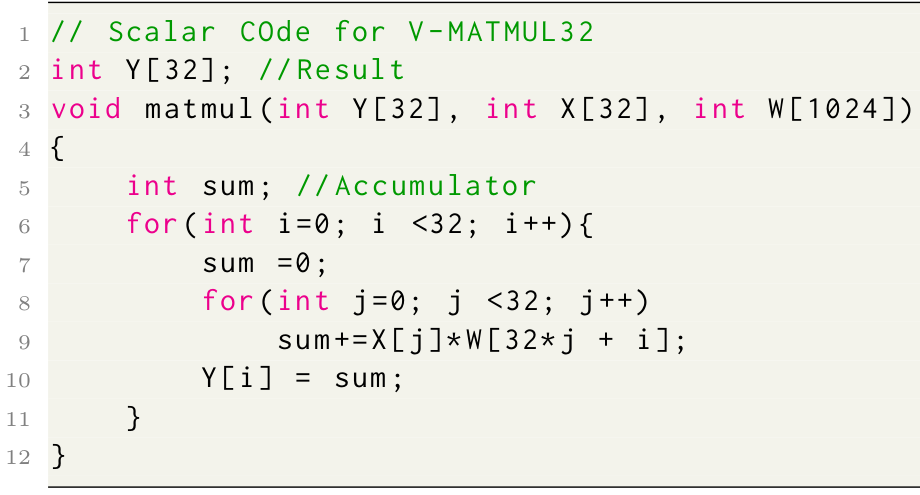 1 // Scalar COde for V-MATMUL32
2 int Y[32]; //Result
3 void matmul(int Y[32], int X[32], int W[1024])
4 {
5     int sum; //Accumulator
6     for(int i=0; i <32; i++){
7         sum =0;
8         for(int j=0; j <32; j++)
9             sum+=X[j]*W[32*j + i];
10         Y[i] = sum;
11     }
12 }